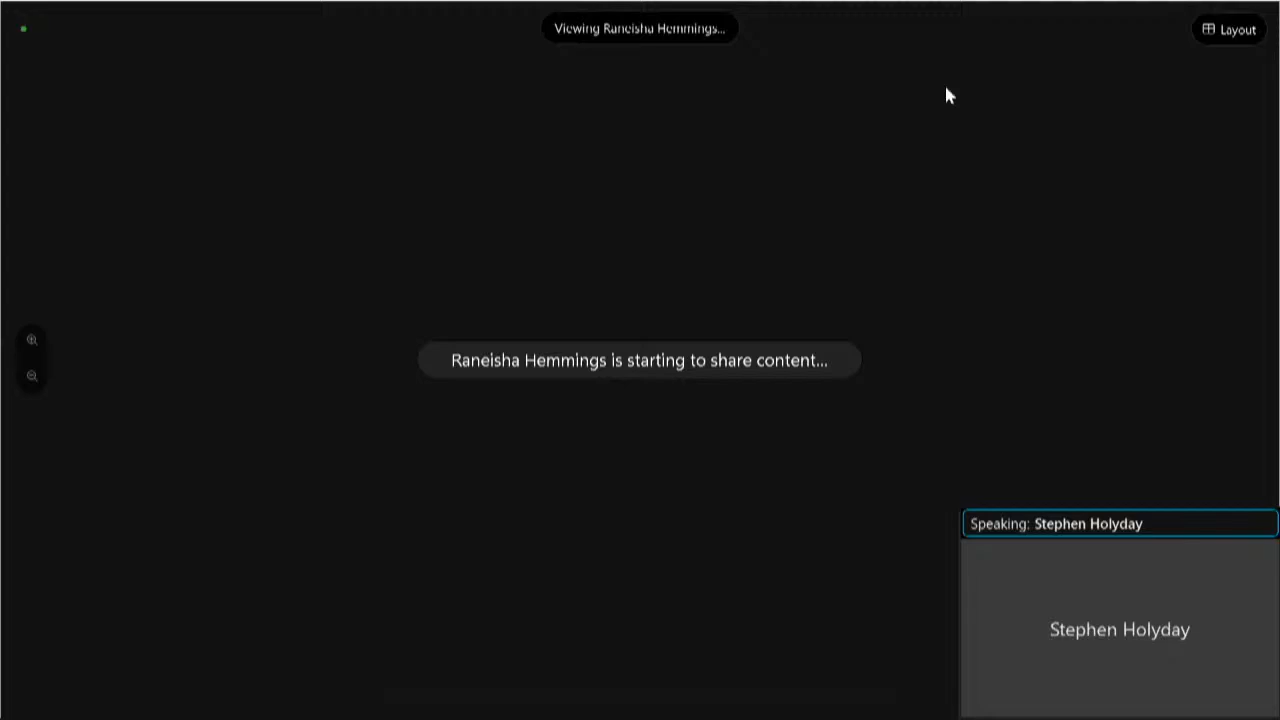 Viewing Raneisha Hemmings...
Layout
Raneisha Hemmings is starting to share content...
Speaking: Stephen Holyday
Stephen Holyday